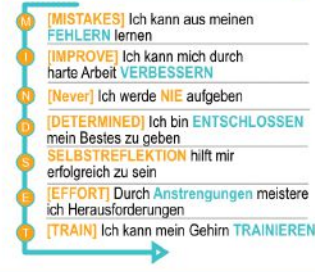 M [MISTAKES] Ich kann aus meinen
FEHLERN lernen
I [IMPROVE] Ich kann mich durch
harte Arbeit VERBESSERN
N [Never] Ich werde NIE aufgeben
D [DETERMINED] Ich bin ENTSCHLOSSEN
mein Bestes zu geben
S SELBSTREFLEKTION hilft mir
erfolgreich zu sein
E [EFFORT] Durch Anstrengungen meistere
ich Herausforderungen
T [TRAIN] Ich kann mein Gehirn TRAINIEREN